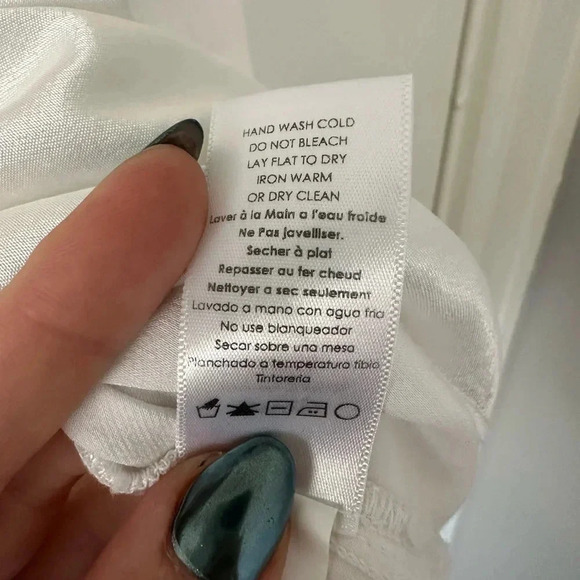 HAND WASH COLD
DO NOT BLEACH
LAY FLAT TO DRY
IRON WARM
OR DRY CLEAN
Laver à la Main a l'eau froide
Ne Pas javelliser.
Secher à plat
Repasser au fer chaud
Nettoyer a sec seulement
Lavado a mano con agua fria
No use blanqueador
Secar sobre una mesa
Planchado a temperatura tibia
Tintoreria